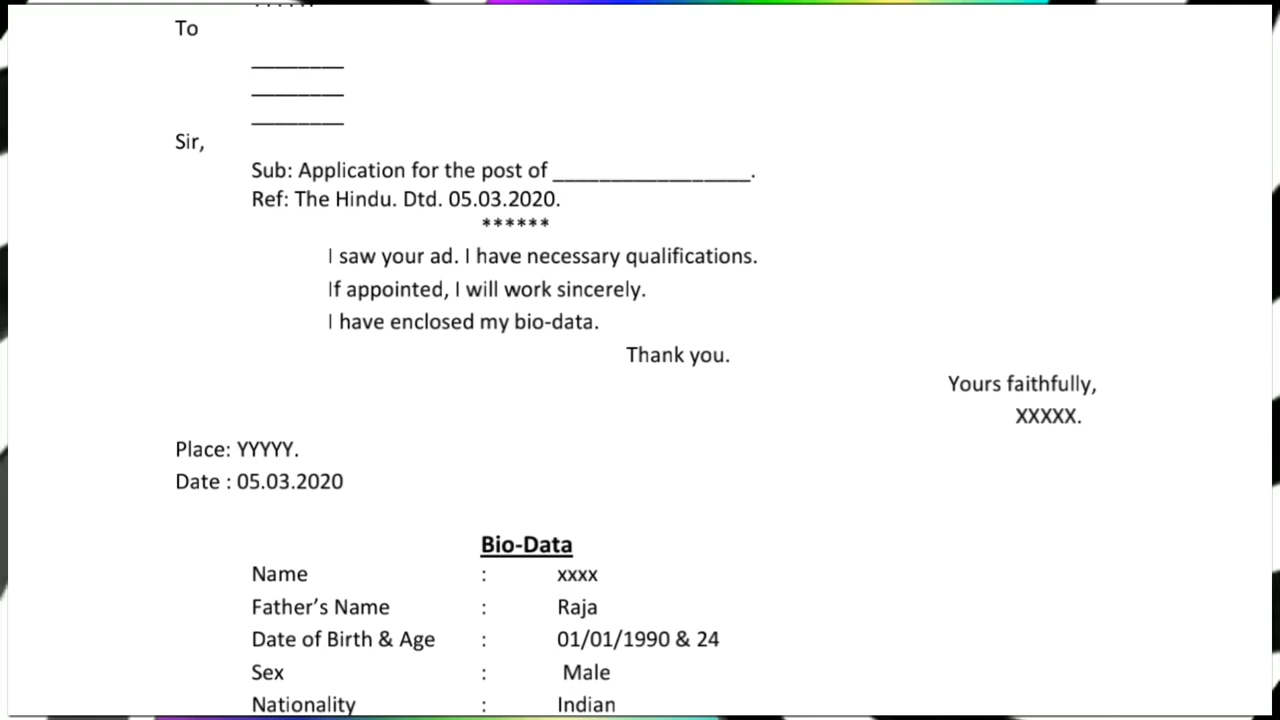 To
________
________
________
Sir,
Sub: Application for the post of _________________.
Ref: The Hindu. Dtd. 05.03.2020.
******
I saw your ad. I have necessary qualifications.
If appointed, I will work sincerely.
I have enclosed my bio-data.
Thank you.
Yours faithfully,
XXXXX.
Place: YYYYY.
Date : 05.03.2020
Bio-Data
Name : xxxx
Father’s Name : Raja
Date of Birth & Age : 01/01/1990 & 24
Sex : Male
Nationality : Indian